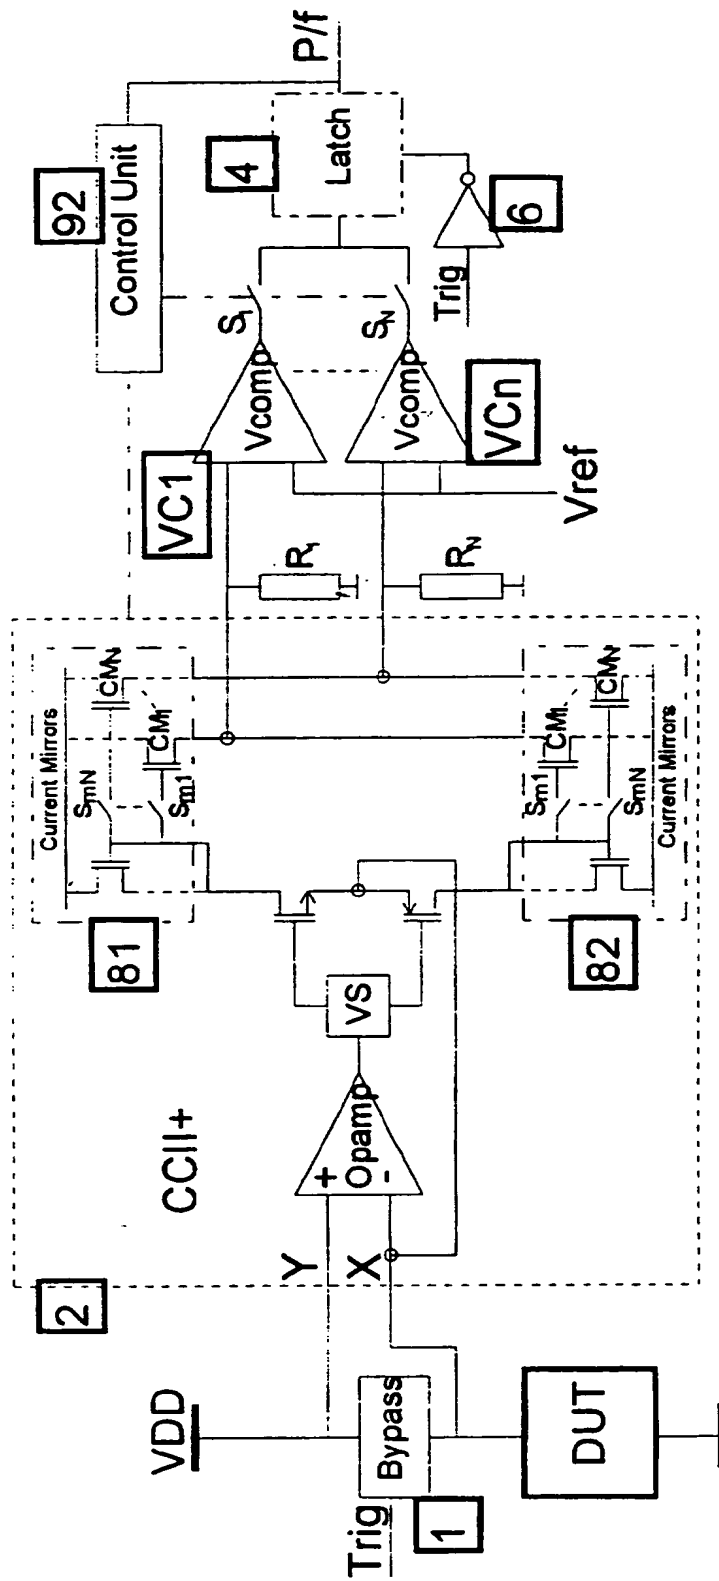 VDD
Trig
Bypass
1
DUT
2
Y
X
CCII+
+
Opamp
-
VS
81
82
Current Mirrors
SmN
Sm1
CM1
CMN
Current Mirrors
Sm1
SmN
CM1
CMN
R1
RN
Vref
VC1
Vcomp
VCn
Vcomp
S1
SN
92
Control Unit
4
Latch
Trig
6
P/f